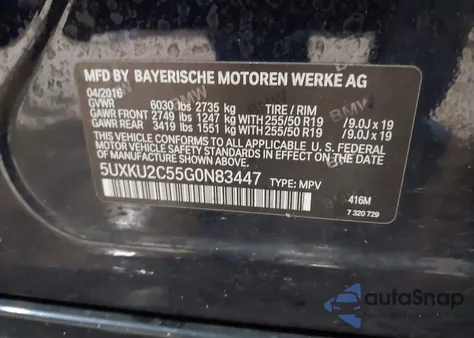 MFD BY BAYERISCHE MOTOREN WERKE AG
04/2016
GVWR 6030 lbs 2735 kg TIRE / RIM
GAWR FRONT 2749 lbs 1247 kg WITH 255/50 R19 /9.0J x 19
GAWR REAR 3419 lbs 1551 kg WITH 255/50 R19 /9.0J x 19
THIS VEHICLE CONFORMS TO ALL APPLICABLE U.S. FEDERAL
MOTOR VEHICLE SAFETY STANDARDS IN EFFECT ON THE
DATE OF MANUFACTURE SHOWN ABOVE.
5UXKU2C55G0N83447 TYPE: MPV
416M
7 320 729
BMW
autoSnap